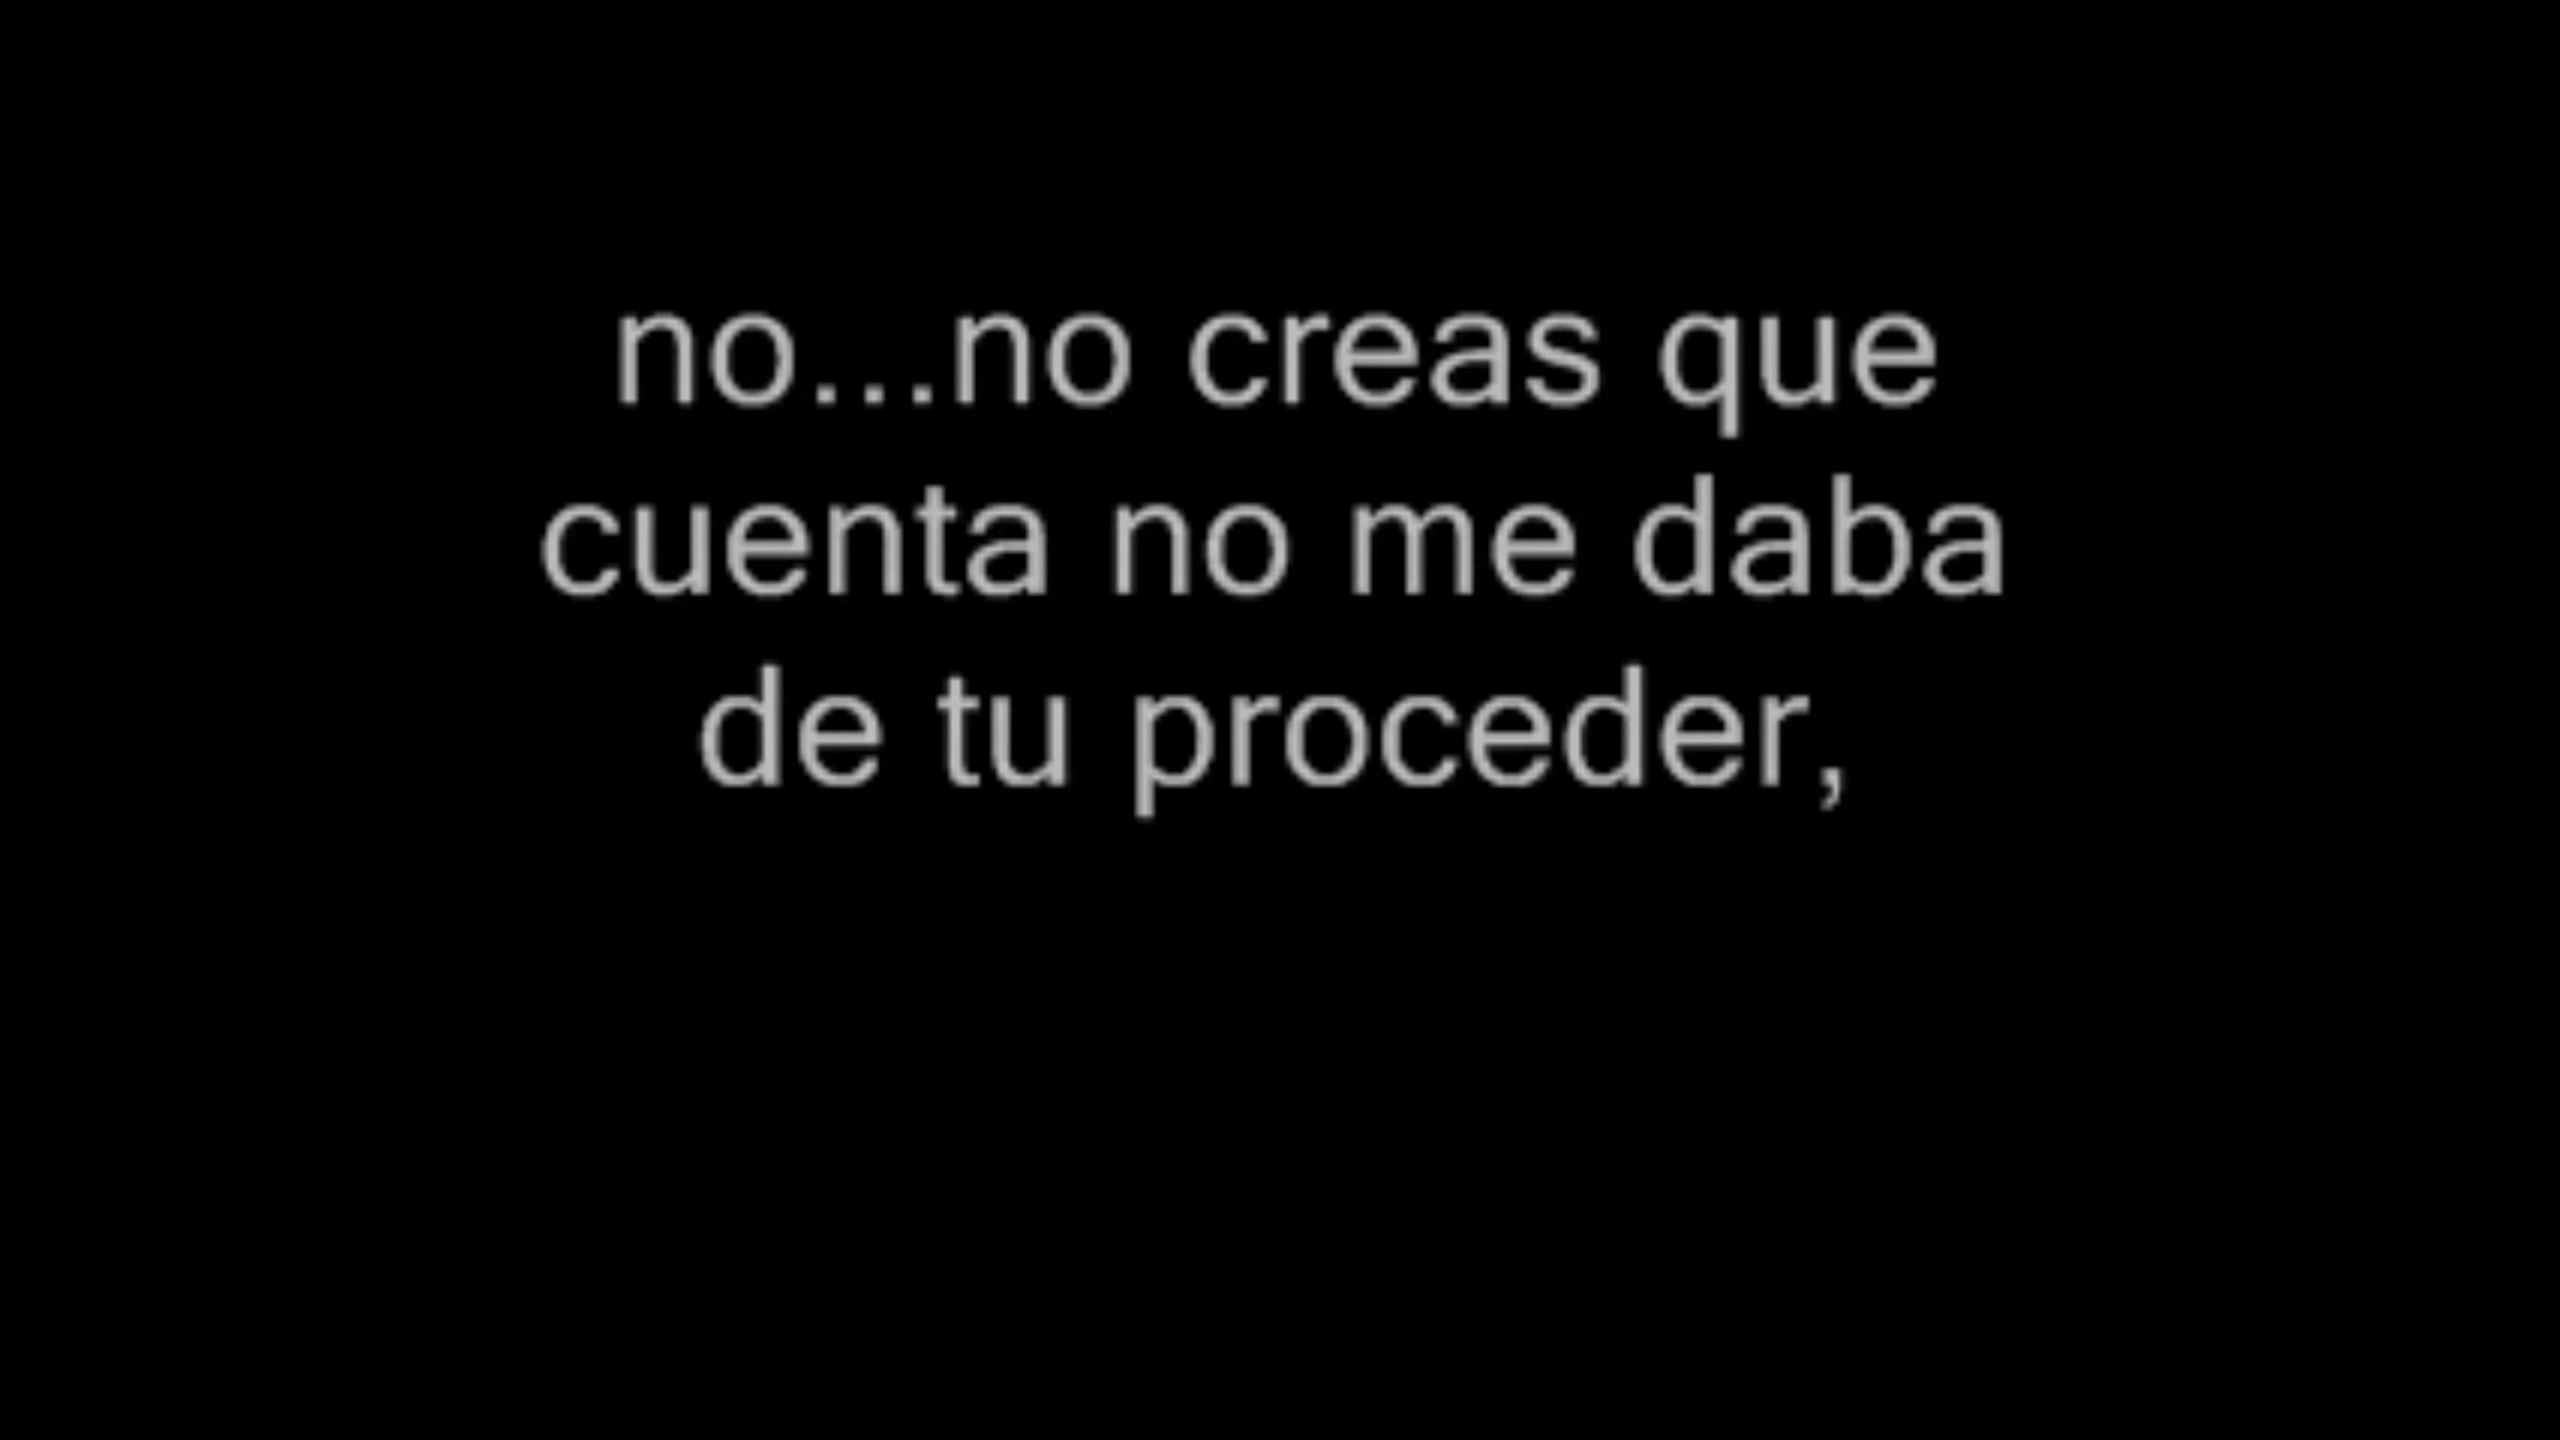 no...no creas que
cuenta no me daba
de tu proceder,